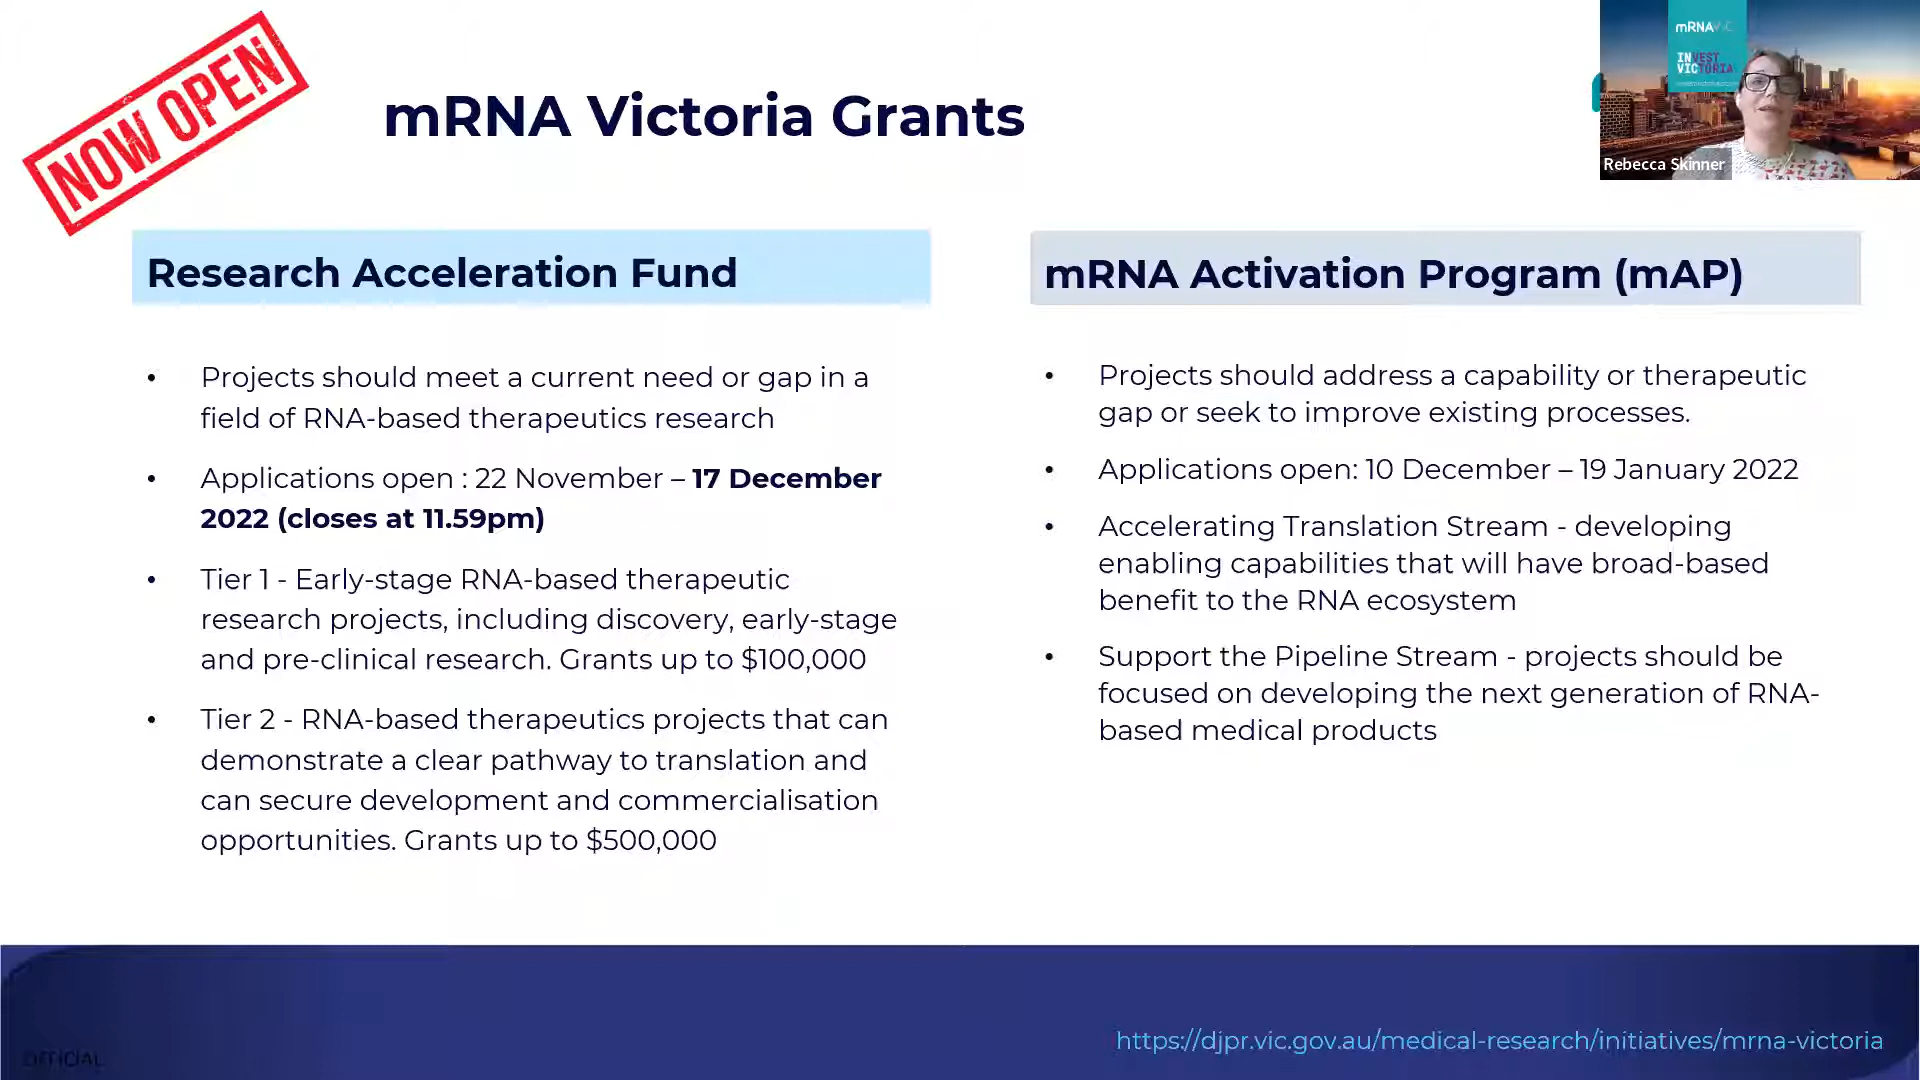 NOW OPEN
mRNA Victoria Grants
mRNA VIC
INVEST
VICTORIA
Rebecca Skinner
Research Acceleration Fund
• Projects should meet a current need or gap in a
field of RNA-based therapeutics research
• Applications open : 22 November – 17 December
2022 (closes at 11.59pm)
• Tier 1 - Early-stage RNA-based therapeutic
research projects, including discovery, early-stage
and pre-clinical research. Grants up to $100,000
• Tier 2 - RNA-based therapeutics projects that can
demonstrate a clear pathway to translation and
can secure development and commercialisation
opportunities. Grants up to $500,000
mRNA Activation Program (mAP)
• Projects should address a capability or therapeutic
gap or seek to improve existing processes.
• Applications open: 10 December – 19 January 2022
• Accelerating Translation Stream - developing
enabling capabilities that will have broad-based
benefit to the RNA ecosystem
• Support the Pipeline Stream - projects should be
focused on developing the next generation of RNA-
based medical products
https://djpr.vic.gov.au/medical-research/initiatives/mrna-victoria
OFFICIAL